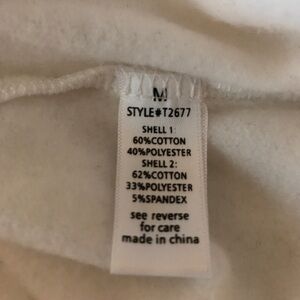 M
STYLE#T2677
SHELL 1:
60%COTTON
40%POLYESTER
SHELL 2:
62%COTTON
33%POLYESTER
5%SPANDEX
see reverse
for care
made in china